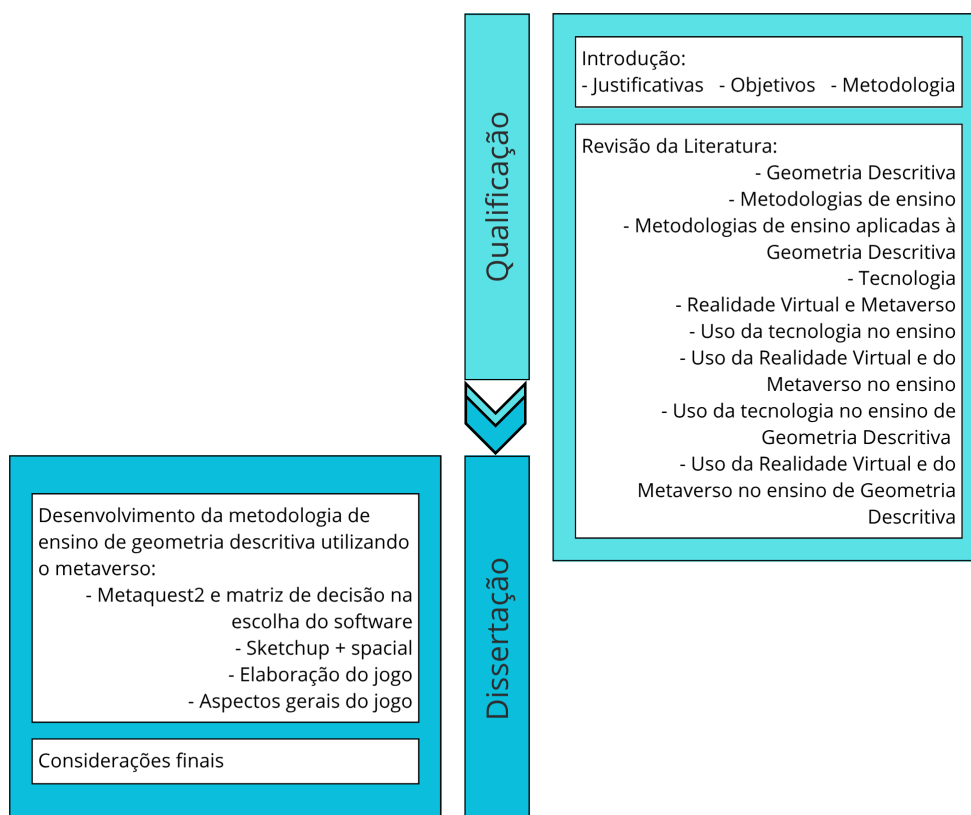 Qualificação
Introdução:
- Justificativas - Objetivos - Metodologia
Revisão da Literatura:
- Geometria Descritiva
- Metodologias de ensino
- Metodologias de ensino aplicadas à
Geometria Descritiva
- Tecnologia
- Realidade Virtual e Metaverso
- Uso da tecnologia no ensino
- Uso da Realidade Virtual e do
Metaverso no ensino
- Uso da tecnologia no ensino de
Geometria Descritiva
- Uso da Realidade Virtual e do
Metaverso no ensino de Geometria
Descritiva
Dissertação
Desenvolvimento da metodologia de
ensino de geometria descritiva utilizando
o metaverso:
- Metaquest2 e matriz de decisão na
escolha do software
- Sketchup + spacial
- Elaboração do jogo
- Aspectos gerais do jogo
Considerações finais